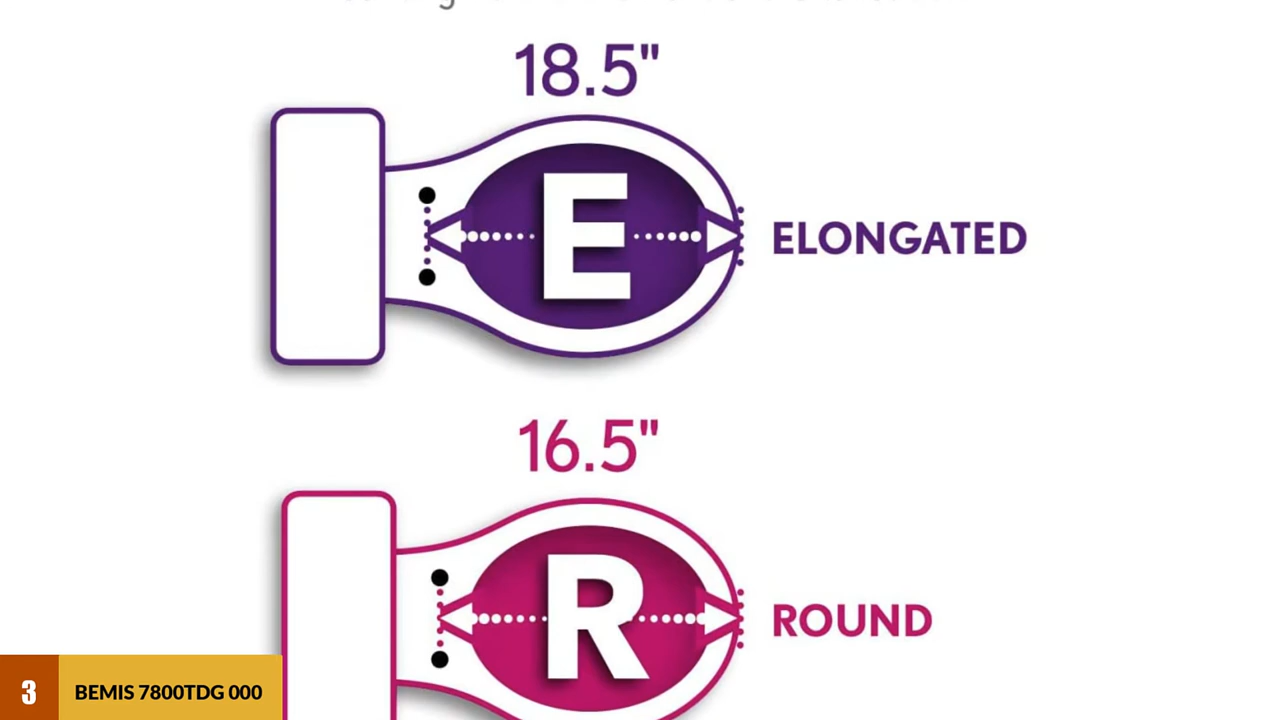 18.5"
E
ELONGATED
16.5"
R
ROUND
3
BEMIS 7800TDG 000